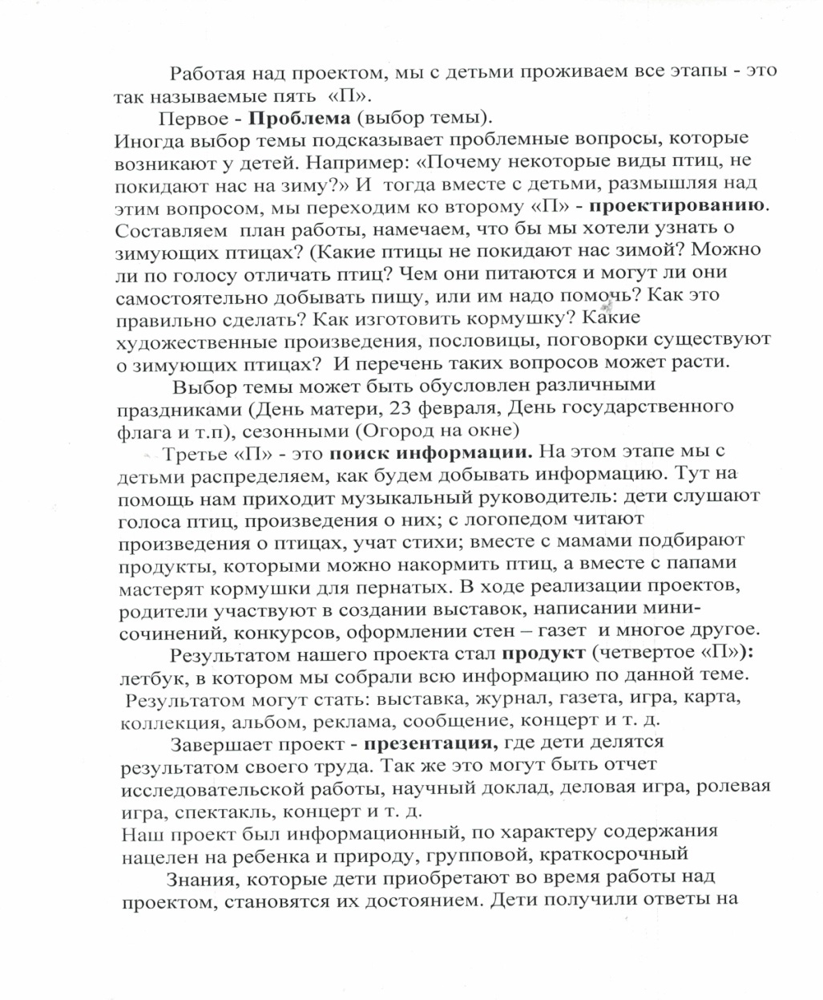 Работая над проектом, мы с детьми проживаем все этапы - это
так называемые пять «П».
Первое - Проблема (выбор темы).
Иногда выбор темы подсказывает проблемные вопросы, которые
возникают у детей. Например: «Почему некоторые виды птиц, не
покидают нас на зиму?» И тогда вместе с детьми, размышляя над
этим вопросом, мы переходим ко второму «П» - проектированию.
Составляем план работы, намечаем, что бы мы хотели узнать о
зимующих птицах? (Какие птицы не покидают нас зимой? Можно
ли по голосу отличать птиц? Чем они питаются и могут ли они
самостоятельно добывать пищу, или им надо помочь? Как это
правильно сделать? Как изготовить кормушку? Какие
художественные произведения, пословицы, поговорки существуют
о зимующих птицах? И перечень таких вопросов может расти.
Выбор темы может быть обусловлен различными
праздниками (День матери, 23 февраля, День государственного
флага и т.п), сезонными (Огород на окне)
Третье «П» - это поиск информации. На этом этапе мы с
детьми распределяем, как будем добывать информацию. Тут на
помощь нам приходит музыкальный руководитель: дети слушают
голоса птиц, произведения о них; с логопедом читают
произведения о птицах, учат стихи; вместе с мамами подбирают
продукты, которыми можно накормить птиц, а вместе с папами
мастерят кормушки для пернатых. В ходе реализации проектов,
родители участвуют в создании выставок, написании мини-
сочинений, конкурсов, оформлении стен – газет и многое другое.
Результатом нашего проекта стал продукт (четвертое «П»):
летбук, в котором мы собрали всю информацию по данной теме.
Результатом могут стать: выставка, журнал, газета, игра, карта,
коллекция, альбом, реклама, сообщение, концерт и т. д.
Завершает проект - презентация, где дети делятся
результатом своего труда. Так же это могут быть отчет
исследовательской работы, научный доклад, деловая игра, ролевая
игра, спектакль, концерт и т. д.
Наш проект был информационный, по характеру содержания
нацелен на ребенка и природу, групповой, краткосрочный
Знания, которые дети приобретают во время работы над
проектом, становятся их достоянием. Дети получили ответы на